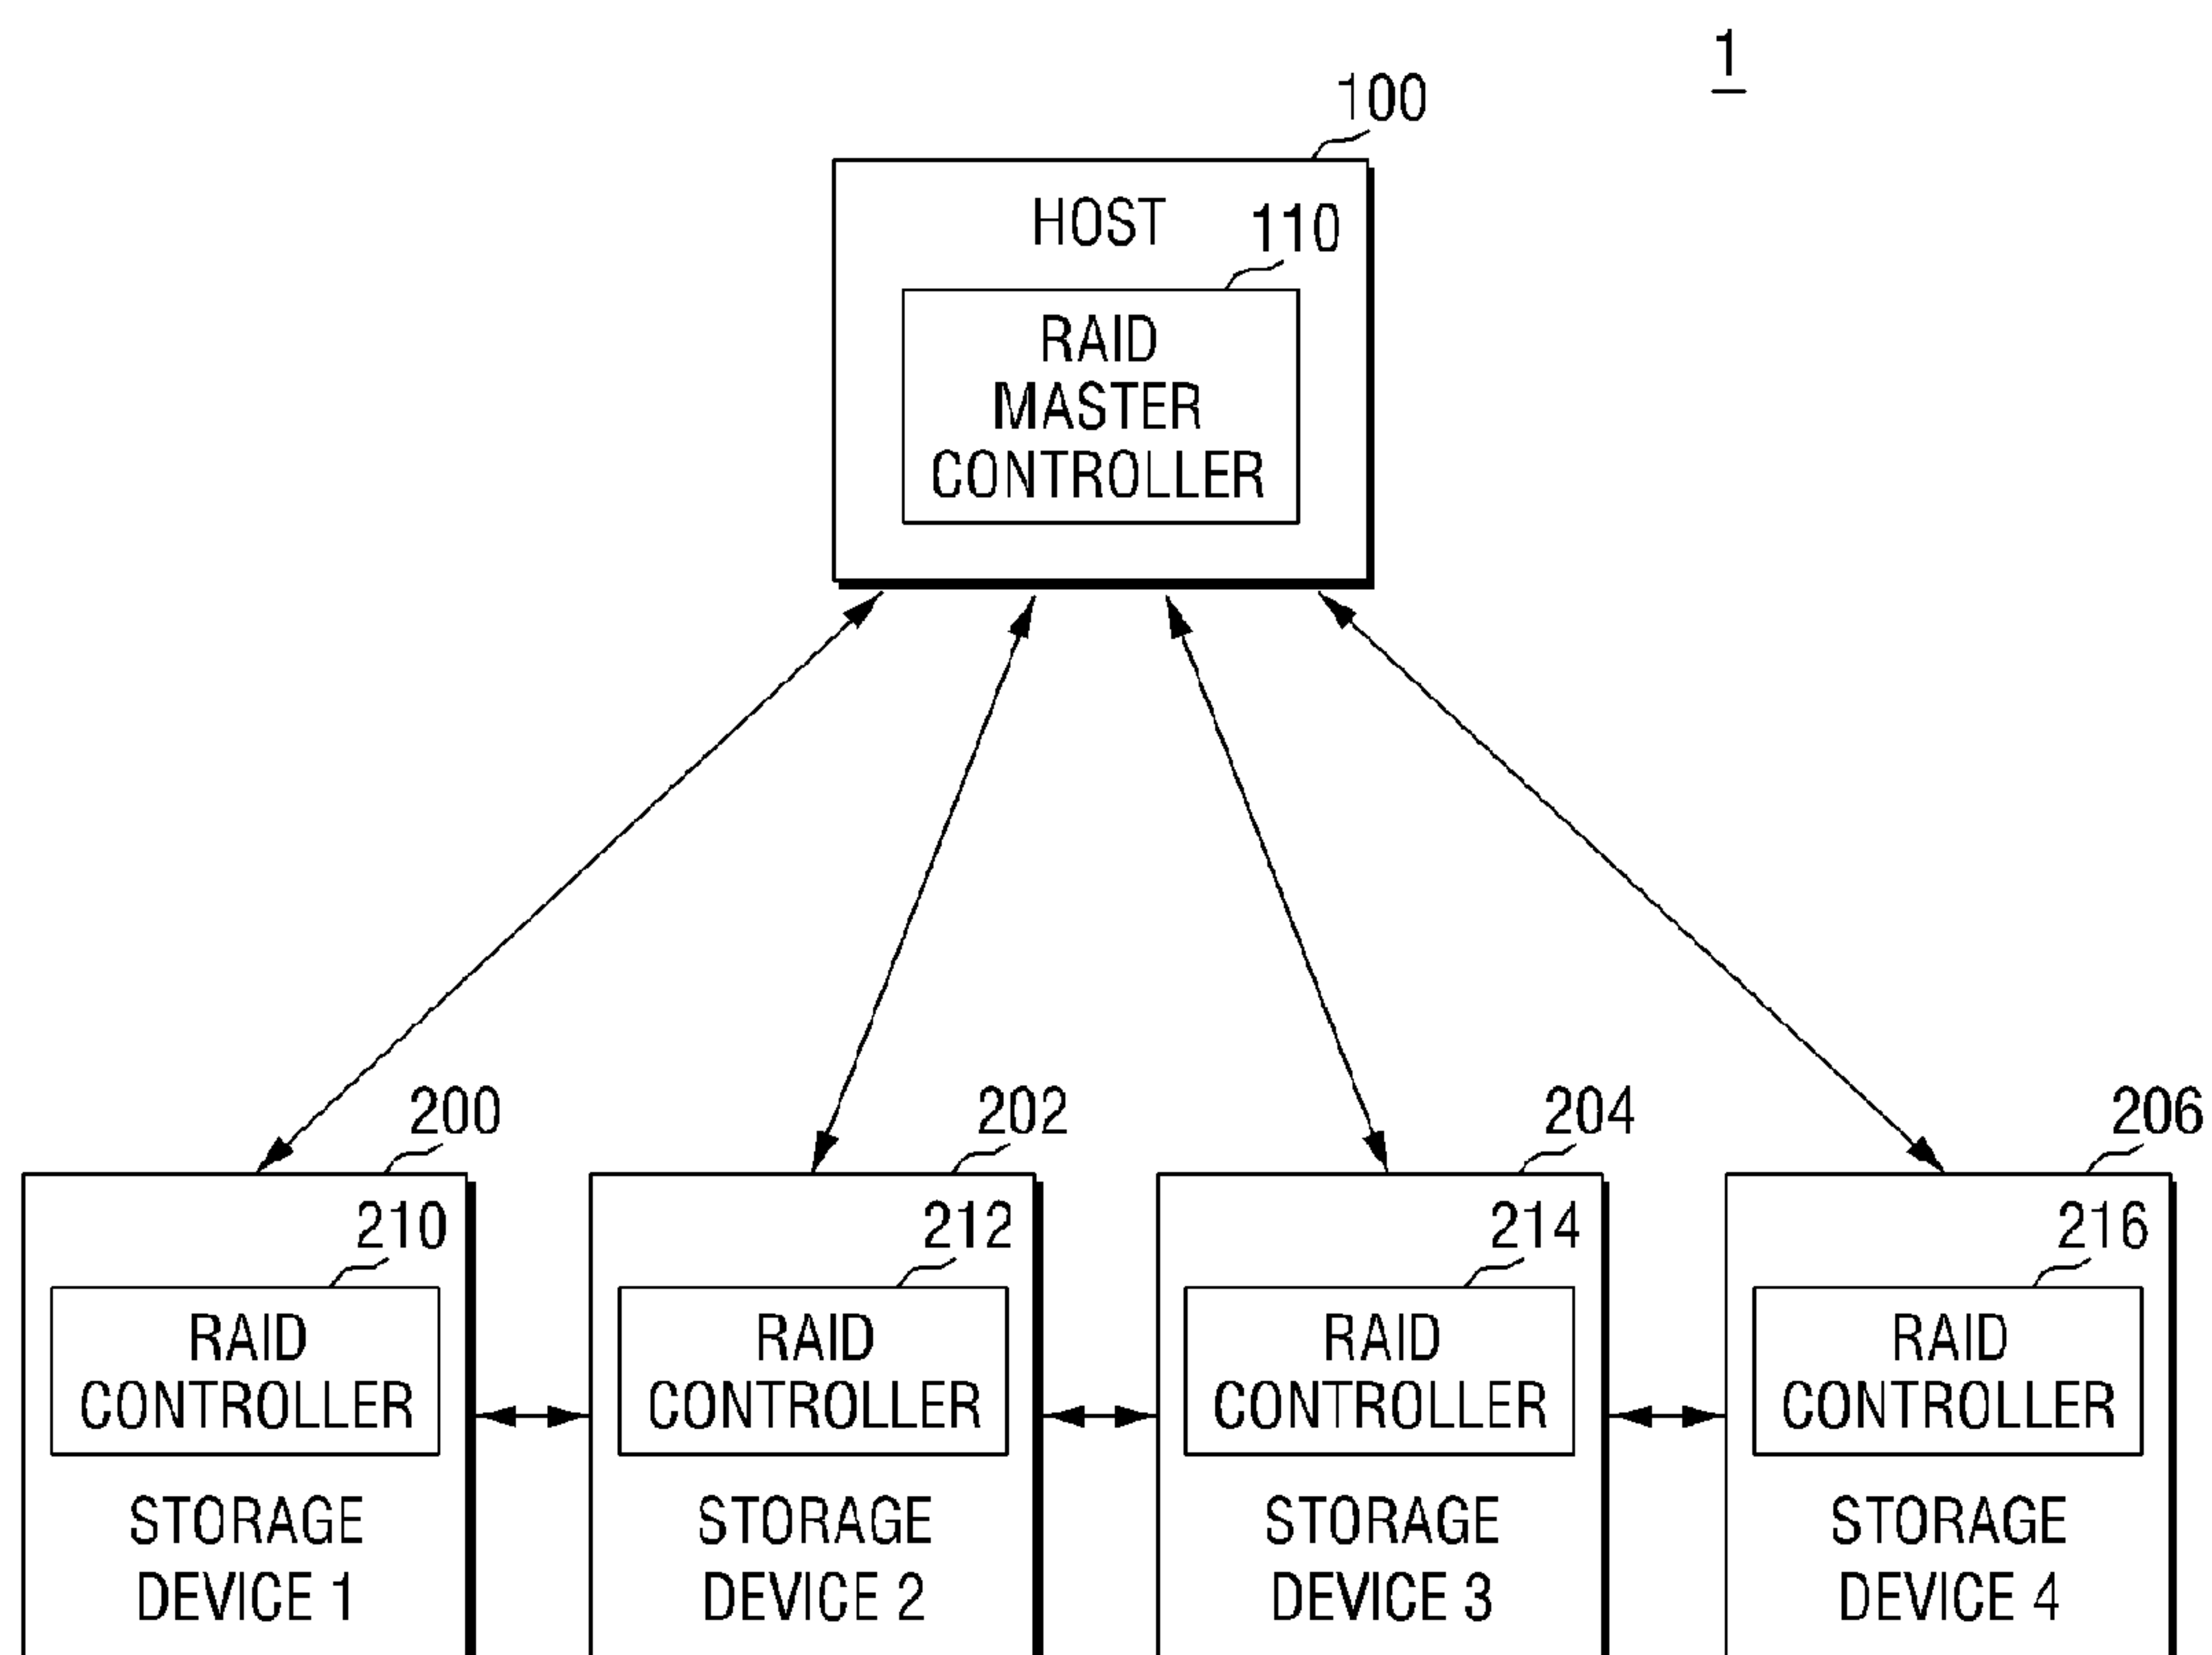 1
100
HOST
110
RAID
MASTER
CONTROLLER
200
202
204
206
210
212
214
216
RAID
CONTROLLER
STORAGE
DEVICE 1
RAID
CONTROLLER
STORAGE
DEVICE 2
RAID
CONTROLLER
STORAGE
DEVICE 3
RAID
CONTROLLER
STORAGE
DEVICE 4